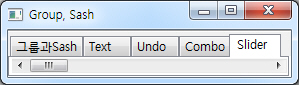 Group, Sash
그룹과Sash Text Undo Combo Slider